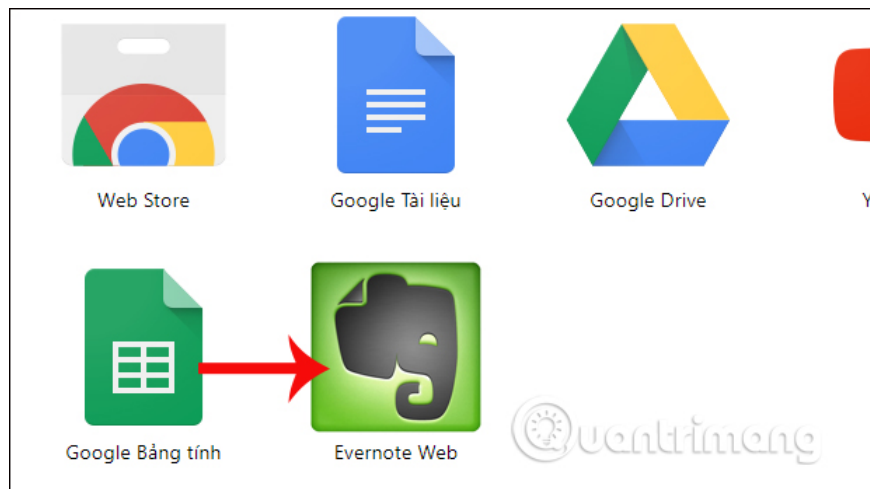 Web Store
Google Tài liệu
Google Drive
Y
Google Bảng tính
Evernote Web
Quantrimang